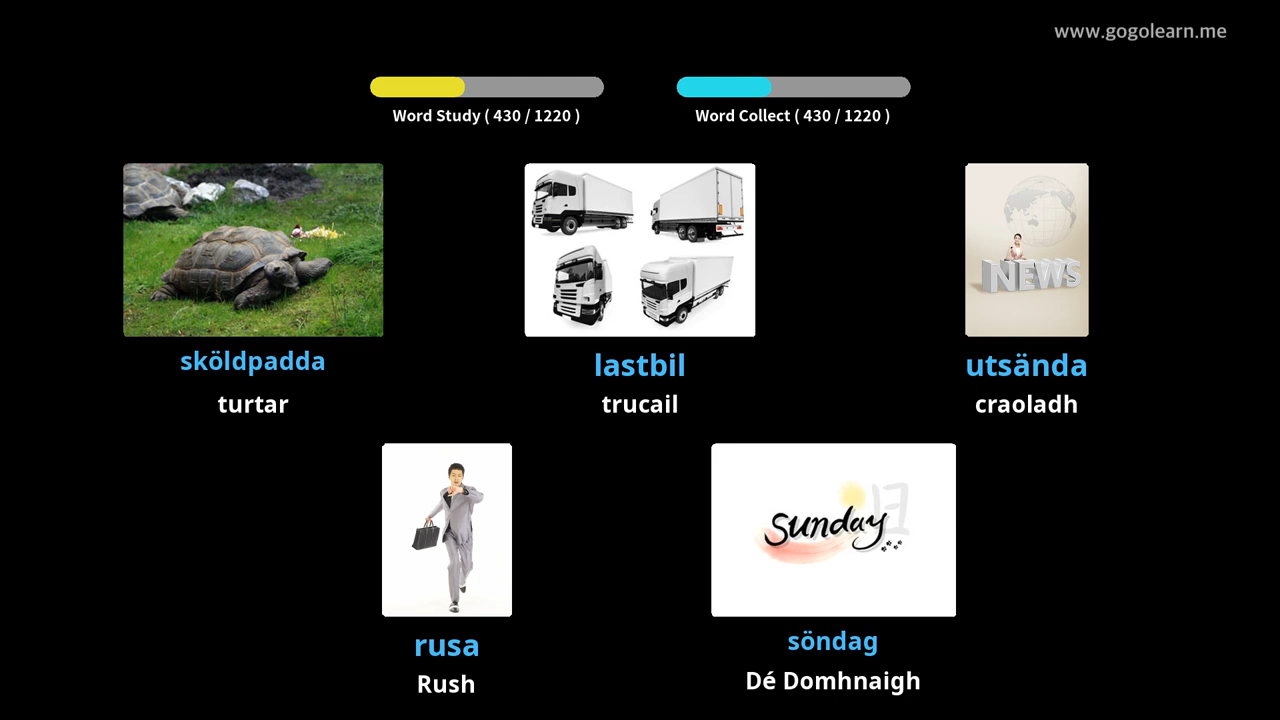 www.gogolearn.me
Word Study ( 430 / 1220 )
Word Collect ( 430 / 1220 )
NEWS
sköldpadda
lastbil
utsända
turtar
trucail
craoladh
Sunday
日
rusa
söndag
Rush
Dé Domhnaigh